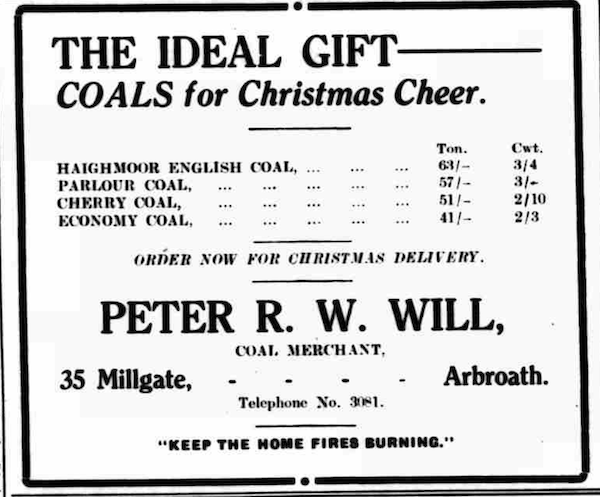 THE IDEAL GIFT
COALS for Christmas Cheer.
Ton. Cwt.
HAIGHMOOR ENGLISH COAL, ... ... ... 63/- 3/4
PARLOUR COAL, ... ... ... ... ... 57/- 3/-
CHERRY COAL, ... ... ... ... ... 51/- 2/10
ECONOMY COAL, ... ... ... ... ... 41/- 2/3
ORDER NOW FOR CHRISTMAS DELIVERY.
PETER R. W. WILL,
COAL MERCHANT,
35 Millgate, - - - - Arbroath.
Telephone No. 3081.
"KEEP THE HOME FIRES BURNING."